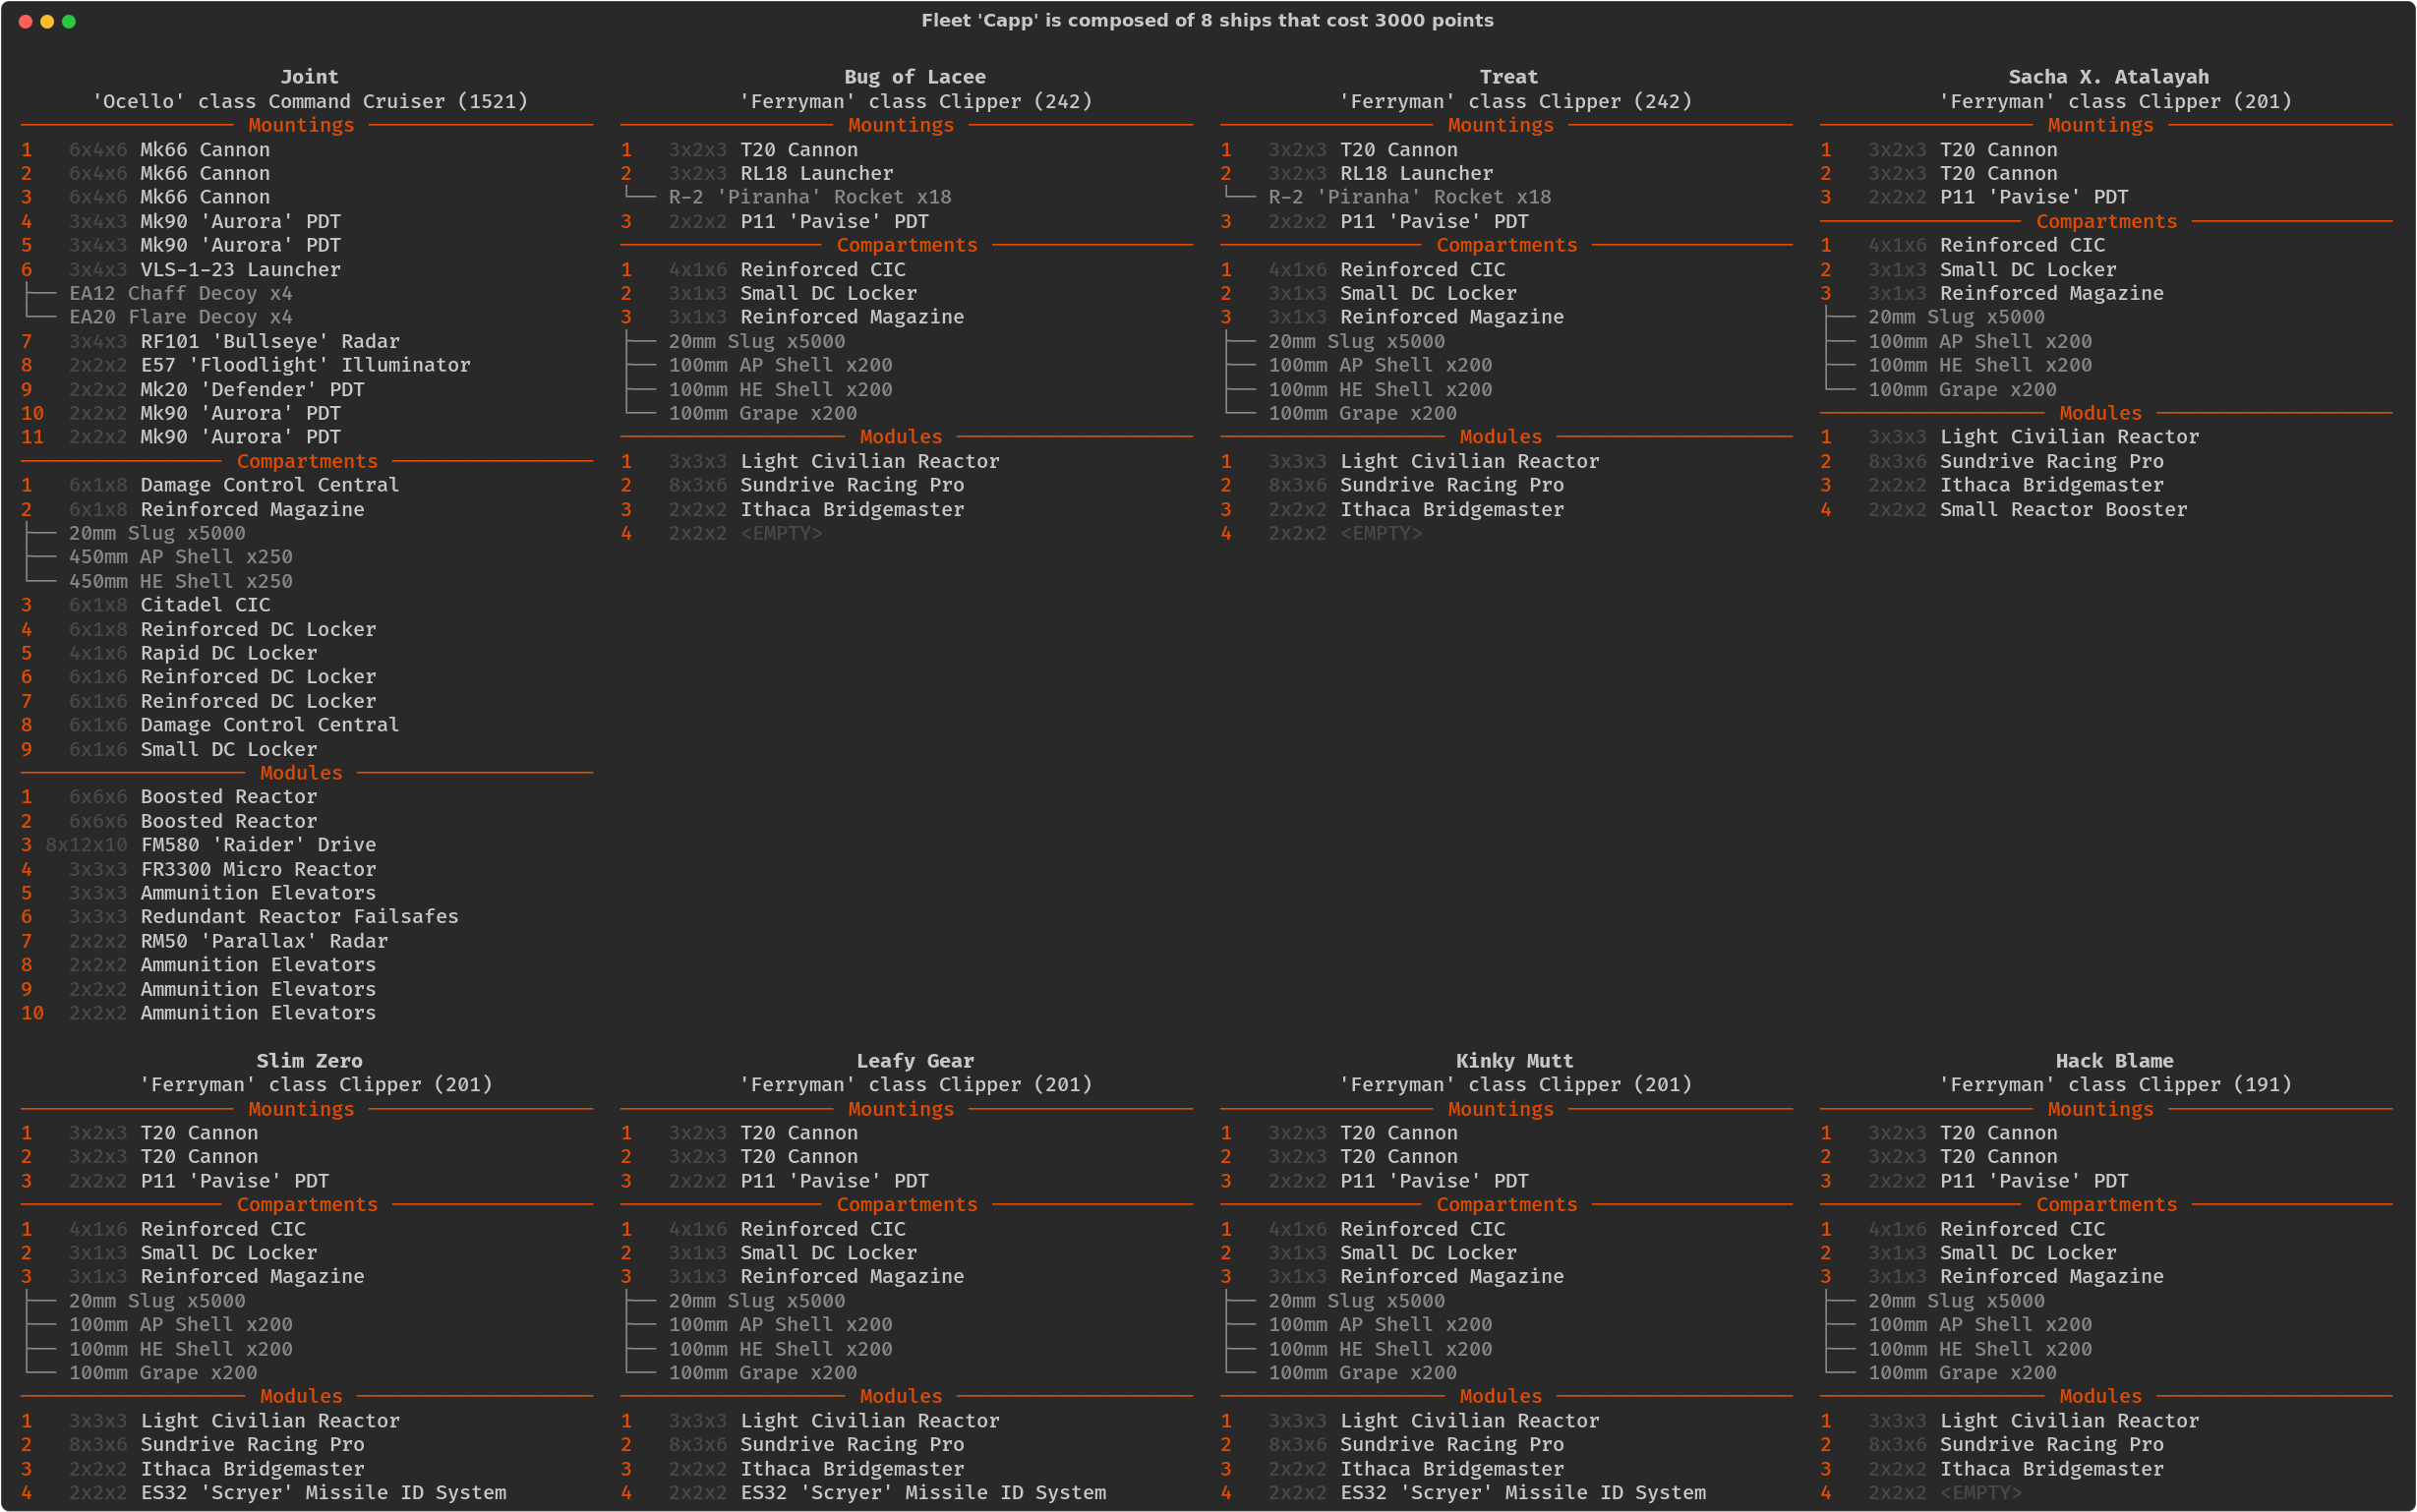 Fleet 'Capp' is composed of 8 ships that cost 3000 points
Joint
'Ocello' class Command Cruiser (1521)
Mountings
1 6x4x6 Mk66 Cannon
2 6x4x6 Mk66 Cannon
3 6x4x6 Mk66 Cannon
4 3x4x3 Mk90 'Aurora' PDT
5 3x4x3 Mk90 'Aurora' PDT
6 3x4x3 VLS-1-23 Launcher
├── EA12 Chaff Decoy x4
└── EA20 Flare Decoy x4
7 3x4x3 RF101 'Bullseye' Radar
8 2x2x2 E57 'Floodlight' Illuminator
9 2x2x2 Mk20 'Defender' PDT
10 2x2x2 Mk90 'Aurora' PDT
11 2x2x2 Mk90 'Aurora' PDT
Compartments
1 6x1x8 Damage Control Central
2 6x1x8 Reinforced Magazine
├── 20mm Slug x5000
├── 450mm AP Shell x250
└── 450mm HE Shell x250
3 6x1x8 Citadel CIC
4 6x1x8 Reinforced DC Locker
5 4x1x6 Rapid DC Locker
6 6x1x6 Reinforced DC Locker
7 6x1x6 Reinforced DC Locker
8 6x1x6 Damage Control Central
9 6x1x6 Small DC Locker
Modules
1 6x6x6 Boosted Reactor
2 6x6x6 Boosted Reactor
3 8x12x10 FM580 'Raider' Drive
4 3x3x3 FR3300 Micro Reactor
5 3x3x3 Ammunition Elevators
6 3x3x3 Redundant Reactor Failsafes
7 2x2x2 RM50 'Parallax' Radar
8 2x2x2 Ammunition Elevators
9 2x2x2 Ammunition Elevators
10 2x2x2 Ammunition Elevators
Bug of Lacee
'Ferryman' class Clipper (242)
Mountings
1 3x2x3 T20 Cannon
2 3x2x3 RL18 Launcher
└── R-2 'Piranha' Rocket x18
3 2x2x2 P11 'Pavise' PDT
Compartments
1 4x1x6 Reinforced CIC
2 3x1x3 Small DC Locker
3 3x1x3 Reinforced Magazine
├── 20mm Slug x5000
├── 100mm AP Shell x200
├── 100mm HE Shell x200
└── 100mm Grape x200
Modules
1 3x3x3 Light Civilian Reactor
2 8x3x6 Sundrive Racing Pro
3 2x2x2 Ithaca Bridgemaster
4 2x2x2 <EMPTY>
Treat
'Ferryman' class Clipper (242)
Mountings
1 3x2x3 T20 Cannon
2 3x2x3 RL18 Launcher
└── R-2 'Piranha' Rocket x18
3 2x2x2 P11 'Pavise' PDT
Compartments
1 4x1x6 Reinforced CIC
2 3x1x3 Small DC Locker
3 3x1x3 Reinforced Magazine
├── 20mm Slug x5000
├── 100mm AP Shell x200
├── 100mm HE Shell x200
└── 100mm Grape x200
Modules
1 3x3x3 Light Civilian Reactor
2 8x3x6 Sundrive Racing Pro
3 2x2x2 Ithaca Bridgemaster
4 2x2x2 <EMPTY>
Sacha X. Atalayah
'Ferryman' class Clipper (201)
Mountings
1 3x2x3 T20 Cannon
2 3x2x3 T20 Cannon
3 2x2x2 P11 'Pavise' PDT
Compartments
1 4x1x6 Reinforced CIC
2 3x1x3 Small DC Locker
3 3x1x3 Reinforced Magazine
├── 20mm Slug x5000
├── 100mm AP Shell x200
├── 100mm HE Shell x200
└── 100mm Grape x200
Modules
1 3x3x3 Light Civilian Reactor
2 8x3x6 Sundrive Racing Pro
3 2x2x2 Ithaca Bridgemaster
4 2x2x2 Small Reactor Booster
Slim Zero
'Ferryman' class Clipper (201)
Mountings
1 3x2x3 T20 Cannon
2 3x2x3 T20 Cannon
3 2x2x2 P11 'Pavise' PDT
Compartments
1 4x1x6 Reinforced CIC
2 3x1x3 Small DC Locker
3 3x1x3 Reinforced Magazine
├── 20mm Slug x5000
├── 100mm AP Shell x200
├── 100mm HE Shell x200
└── 100mm Grape x200
Modules
1 3x3x3 Light Civilian Reactor
2 8x3x6 Sundrive Racing Pro
3 2x2x2 Ithaca Bridgemaster
4 2x2x2 ES32 'Scryer' Missile ID System
Leafy Gear
'Ferryman' class Clipper (201)
Mountings
1 3x2x3 T20 Cannon
2 3x2x3 T20 Cannon
3 2x2x2 P11 'Pavise' PDT
Compartments
1 4x1x6 Reinforced CIC
2 3x1x3 Small DC Locker
3 3x1x3 Reinforced Magazine
├── 20mm Slug x5000
├── 100mm AP Shell x200
├── 100mm HE Shell x200
└── 100mm Grape x200
Modules
1 3x3x3 Light Civilian Reactor
2 8x3x6 Sundrive Racing Pro
3 2x2x2 Ithaca Bridgemaster
4 2x2x2 ES32 'Scryer' Missile ID System
Kinky Mutt
'Ferryman' class Clipper (201)
Mountings
1 3x2x3 T20 Cannon
2 3x2x3 T20 Cannon
3 2x2x2 P11 'Pavise' PDT
Compartments
1 4x1x6 Reinforced CIC
2 3x1x3 Small DC Locker
3 3x1x3 Reinforced Magazine
├── 20mm Slug x5000
├── 100mm AP Shell x200
├── 100mm HE Shell x200
└── 100mm Grape x200
Modules
1 3x3x3 Light Civilian Reactor
2 8x3x6 Sundrive Racing Pro
3 2x2x2 Ithaca Bridgemaster
4 2x2x2 ES32 'Scryer' Missile ID System
Hack Blame
'Ferryman' class Clipper (191)
Mountings
1 3x2x3 T20 Cannon
2 3x2x3 T20 Cannon
3 2x2x2 P11 'Pavise' PDT
Compartments
1 4x1x6 Reinforced CIC
2 3x1x3 Small DC Locker
3 3x1x3 Reinforced Magazine
├── 20mm Slug x5000
├── 100mm AP Shell x200
├── 100mm HE Shell x200
└── 100mm Grape x200
Modules
1 3x3x3 Light Civilian Reactor
2 8x3x6 Sundrive Racing Pro
3 2x2x2 Ithaca Bridgemaster
4 2x2x2 <EMPTY>